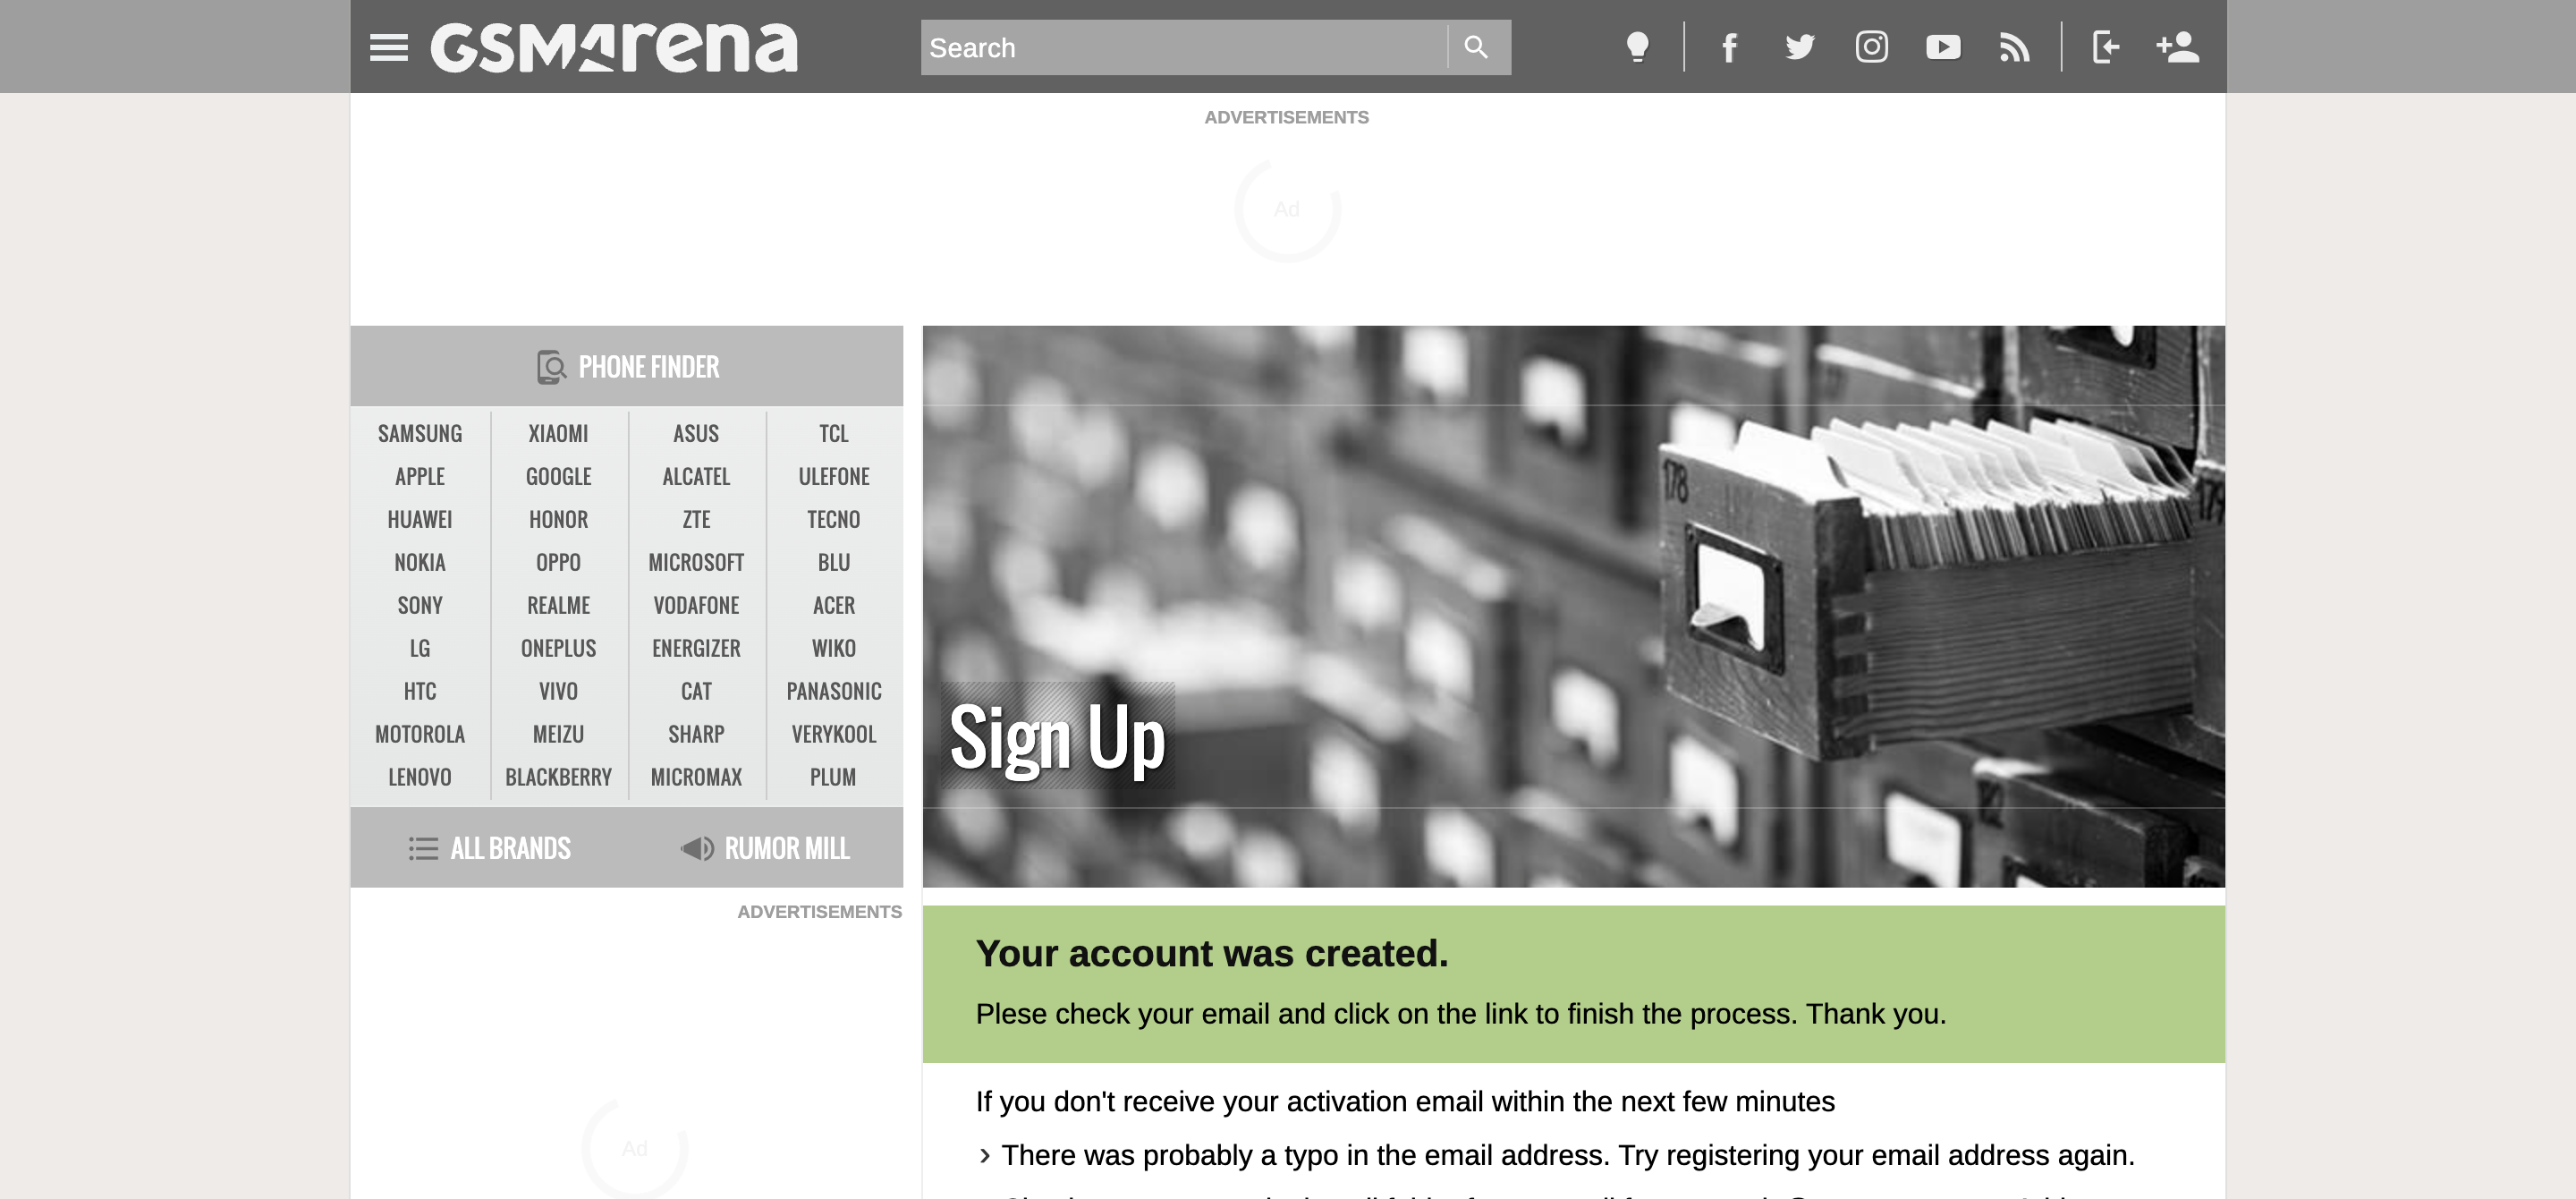 GSMArena
Search
ADVERTISEMENTS
Ad
PHONE FINDER
SAMSUNG XIAOMI ASUS TCL
APPLE GOOGLE ALCATEL ULEFONE
HUAWEI HONOR ZTE TECNO
NOKIA OPPO MICROSOFT BLU
SONY REALME VODAFONE ACER
LG ONEPLUS ENERGIZER WIKO
HTC VIVO CAT PANASONIC
MOTOROLA MEIZU SHARP VERYKOOL
LENOVO BLACKBERRY MICROMAX PLUM
ALL BRANDS RUMOR MILL
ADVERTISEMENTS
Ad
178
Sign Up
Your account was created.
Plese check your email and click on the link to finish the process. Thank you.
If you don't receive your activation email within the next few minutes
› There was probably a typo in the email address. Try registering your email address again.